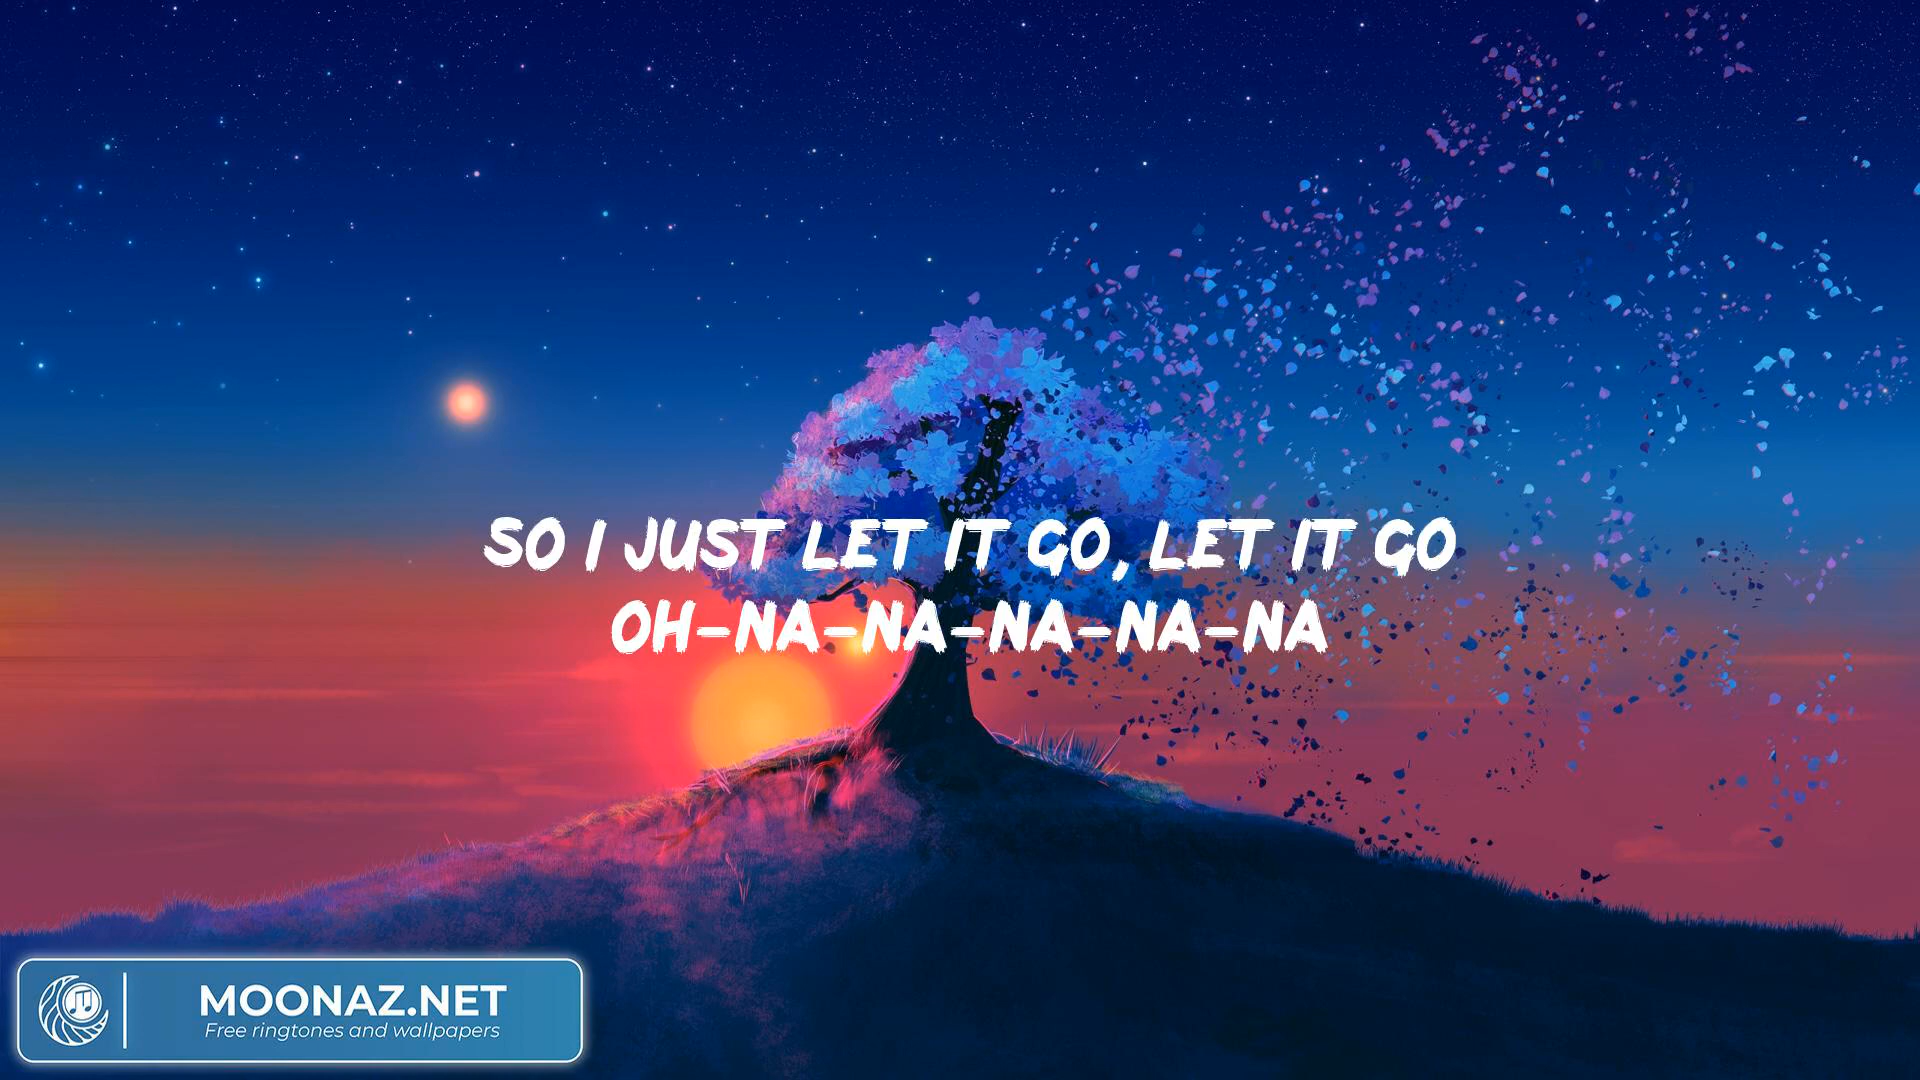 SO I JUST LET IT GO, LET IT GO
OH-NA-NA-NA-NA-NA
MOONAZ.NET
Free ringtones and wallpapers